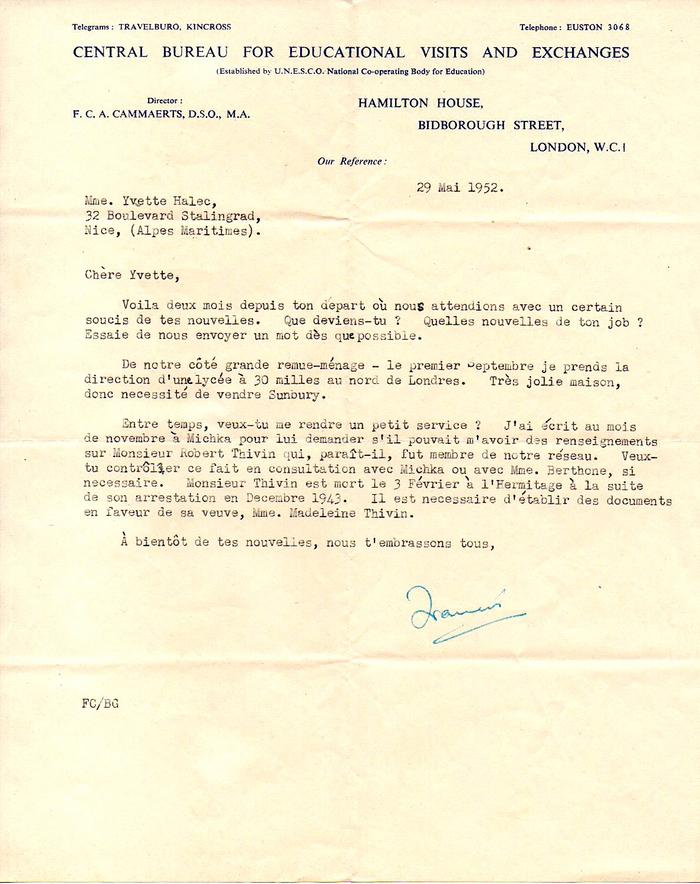 Telegrams: TRAVELBURO, KINCROSS Telephone: EUSTON 3068
CENTRAL BUREAU FOR EDUCATIONAL VISITS AND EXCHANGES
(Established by U.N.E.S.C.O. National Co-operating Body for Education)
Director:
F. C. A. CAMMAERTS, D.S.O., M.A.
HAMILTON HOUSE,
BIDBOROUGH STREET,
LONDON, W.C.1
Our Reference:
29 Mai 1952.
Mme. Yvette Halec,
32 Boulevard Stalingrad,
Nice, (Alpes Maritimes).
Chère Yvette,
Voila deux mois depuis ton départ où nous attendions avec un certain
soucis de tes nouvelles. Que deviens-tu ? Quelles nouvelles de ton job ?
Essaie de nous envoyer un mot dès que possible.
De notre côté grande remue-ménage - le premier Septembre je prends la
direction d'une lycée à 30 milles au nord de Londres. Très jolie maison,
donc necessité de vendre Sunbury.
Entre temps, veux-tu me rendre un petit service ? J'ai écrit au mois
de novembre à Michka pour lui demander s'il pouvait m'avoir des renseignements
sur Monsieur Robert Thivin qui, paraît-il, fut membre de notre réseau. Veux-
tu contrôller ce fait en consultation avec Michka ou avec Mme. Berthone, si
necessaire. Monsieur Thivin est mort le 3 Février à l'Hermitage à la suite
de son arrestation en Decembre 1943. Il est necessaire d'établir des documents
en faveur de sa veuve, Mme. Madeleine Thivin.
À bientôt de tes nouvelles, nous t'embrassons tous,
Francis
FC/BG